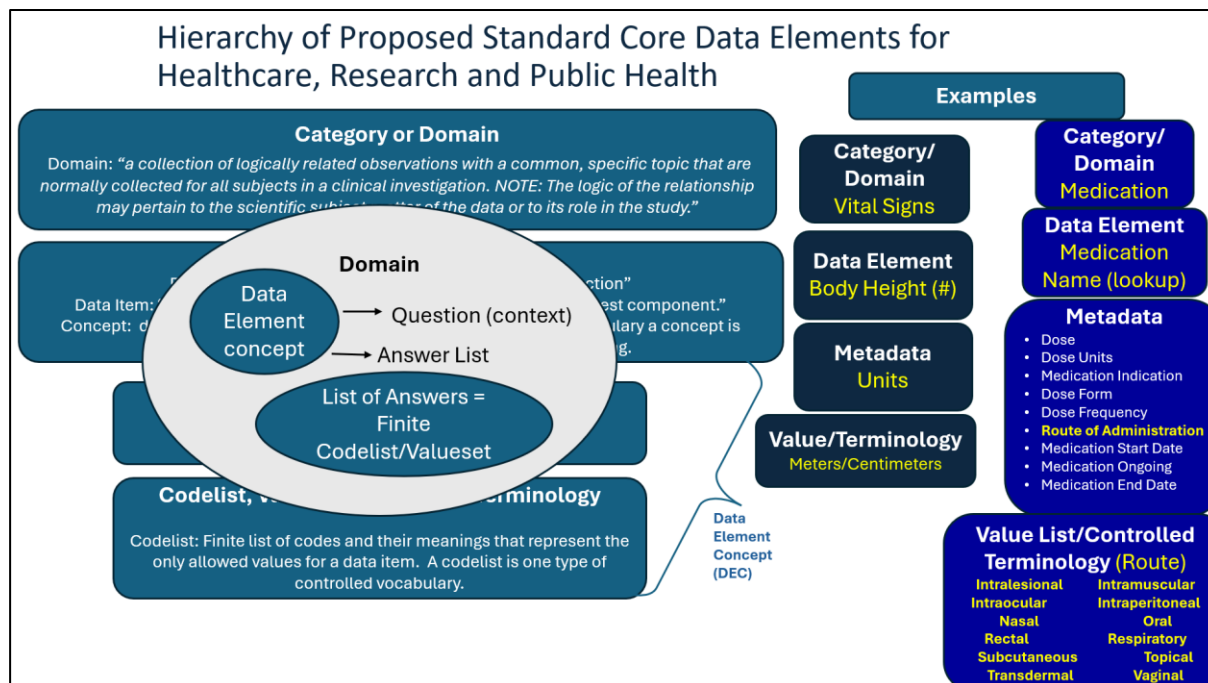 Hierarchy of Proposed Standard Core Data Elements for
Healthcare, Research and Public Health
Category or Domain
Domain: “a collection of logically related observations with a common, specific topic that are
normally collected for all subjects in a clinical investigation. NOTE: The logic of the relationship
may pertain to the scientific subject matter of the data or to its role in the study.”
Data Item:
est component.”
Concept:
bulary a concept is
Domain
Data
Element
concept
Question (context)
Answer List
List of Answers =
Finite
Codelist/Valueset
Codelist,
Terminology
Codelist: Finite list of codes and their meanings that represent the
only allowed values for a data item. A codelist is one type of
controlled vocabulary.
Data
Element
Concept
(DEC)
Examples
Category/
Domain
Vital Signs
Data Element
Body Height (#)
Metadata
Units
Value/Terminology
Meters/Centimeters
Category/
Domain
Medication
Data Element
Medication
Name (lookup)
Metadata
• Dose
• Dose Units
• Medication Indication
• Dose Form
• Dose Frequency
• Route of Administration
• Medication Start Date
• Medication Ongoing
• Medication End Date
Value List/Controlled
Terminology (Route)
Intralesional Intramuscular
Intraocular Intraperitoneal
Nasal Oral
Rectal Respiratory
Subcutaneous Topical
Transdermal Vaginal